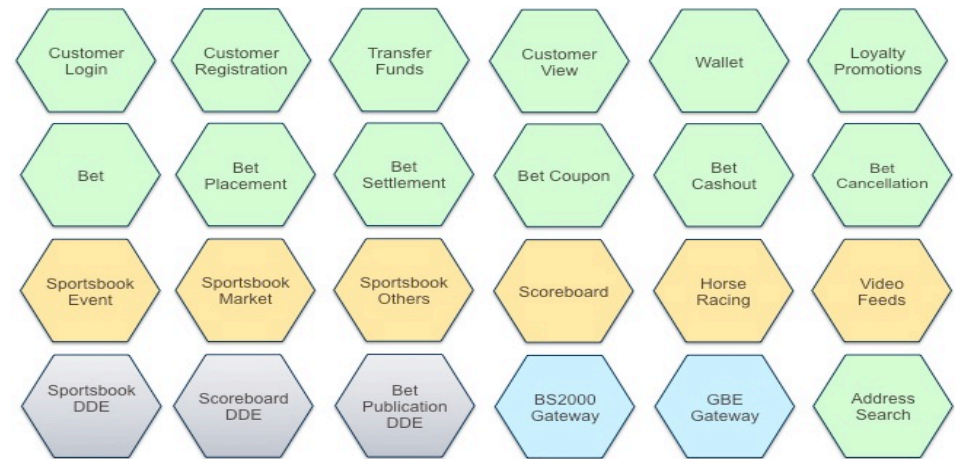 Customer
Login
Customer
Registration
Transfer
Funds
Customer
View
Wallet
Loyalty
Promotions
Bet
Bet
Placement
Bet
Settlement
Bet Coupon
Bet
Cashout
Bet
Cancellation
Sportsbook
Event
Sportsbook
Market
Sportsbook
Others
Scoreboard
Horse
Racing
Video
Feeds
Sportsbook
DDE
Scoreboard
DDE
Bet
Publication
DDE
BS2000
Gateway
GBE
Gateway
Address
Search